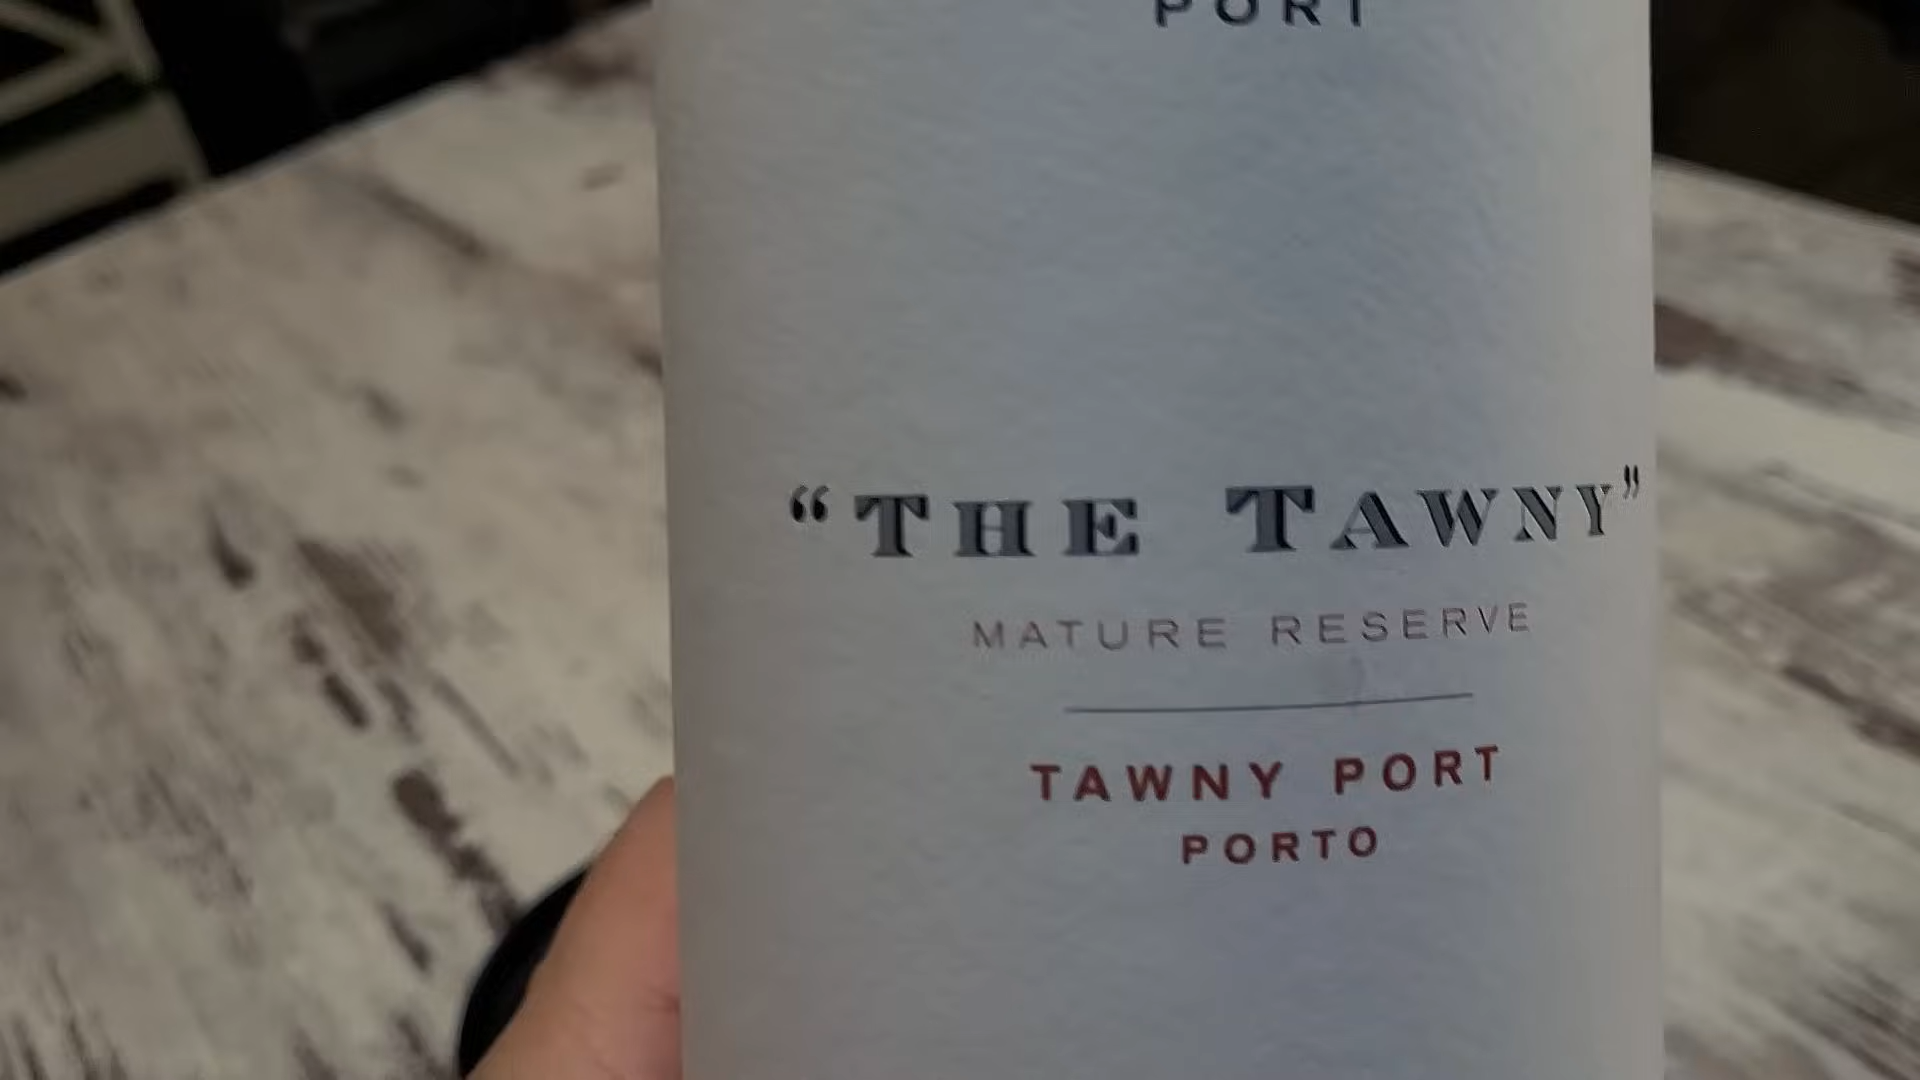 PORT
“THE TAWNY”
MATURE RESERVE
TAWNY PORT
PORTO